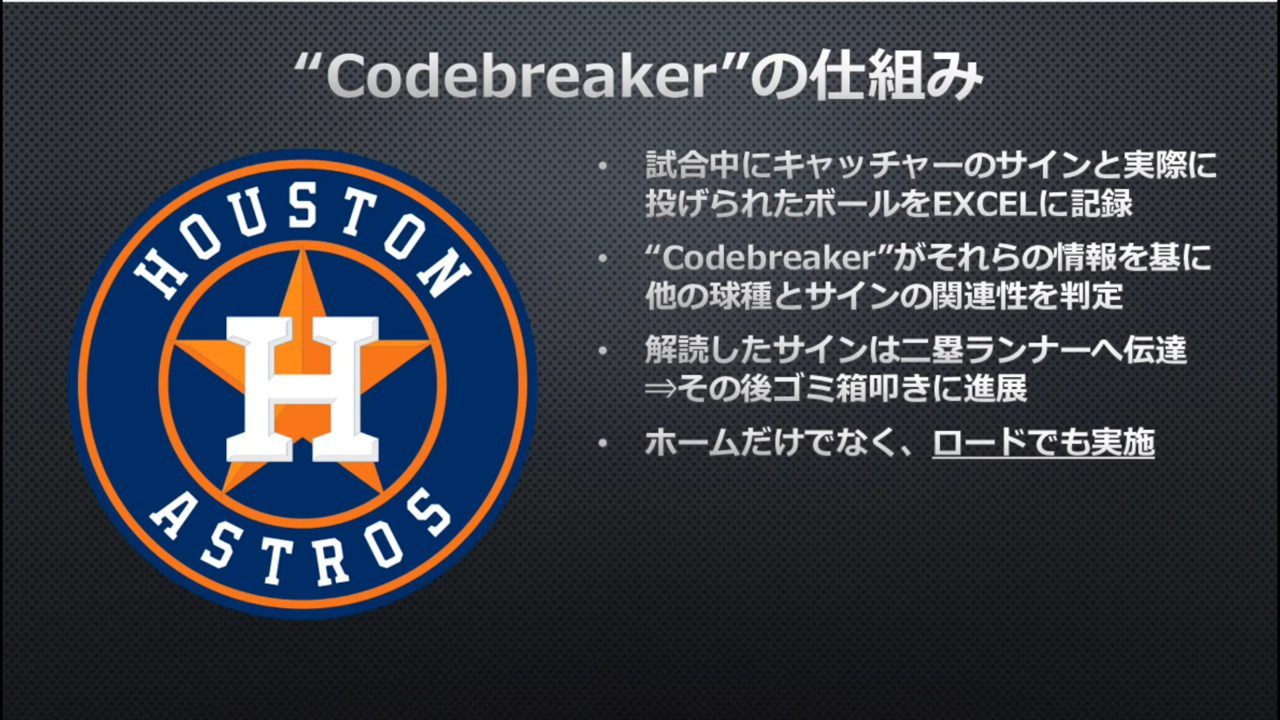 “Codebreaker”の仕組み
HOUSTON
H
ASTROS
• 試合中にキャッチャーのサインと実際に
投げられたボールをEXCELに記録
• “Codebreaker”がそれらの情報を基に
他の球種とサインの関連性を判定
• 解読したサインは二塁ランナーへ伝達
⇒その後ゴミ箱叩きに進展
• ホームだけでなく、ロードでも実施